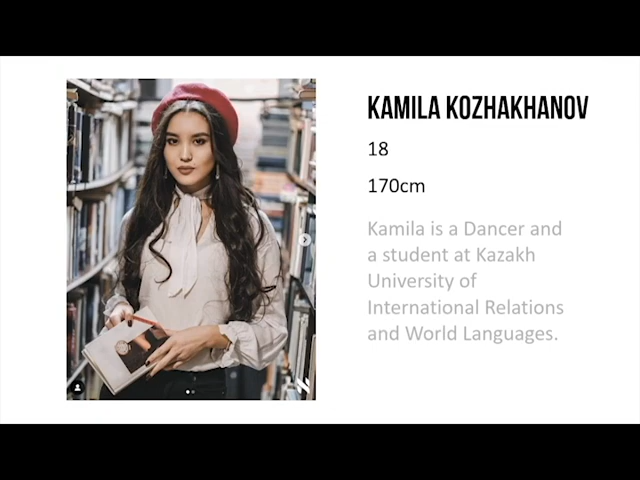 KAMILA KOZHAKHANOV
18
170cm
Kamila is a Dancer and
a student at Kazakh
University of
International Relations
and World Languages.